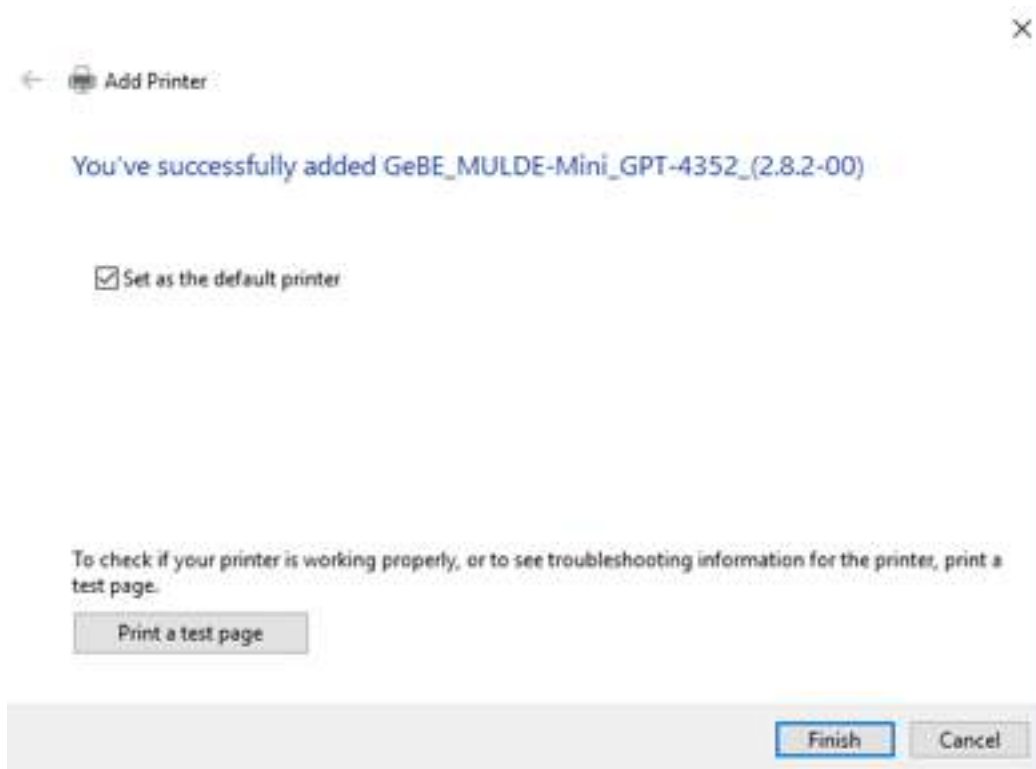 Add Printer
You've successfully added GeBE_MULDE-Mini_GPT-4352_(2.8.2-00)
Set as the default printer
To check if your printer is working properly, or to see troubleshooting information for the printer, print a
test page.
Print a test page
Finish
Cancel